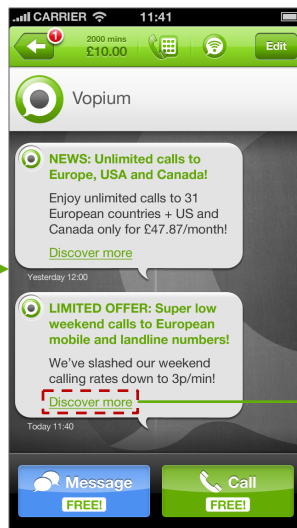 CARRIER 11:41
1
2000 mins
£10.00
Edit
Vopium
NEWS: Unlimited calls to
Europe, USA and Canada!
Enjoy unlimited calls to 31
European countries + US and
Canada only for £47.87/month!
Discover more
Yesterday 12:00
LIMITED OFFER: Super low
weekend calls to European
mobile and landline numbers!
We've slashed our weekend
calling rates down to 3p/min!
Discover more
Today 11:40
Message
FREE!
Call
FREE!